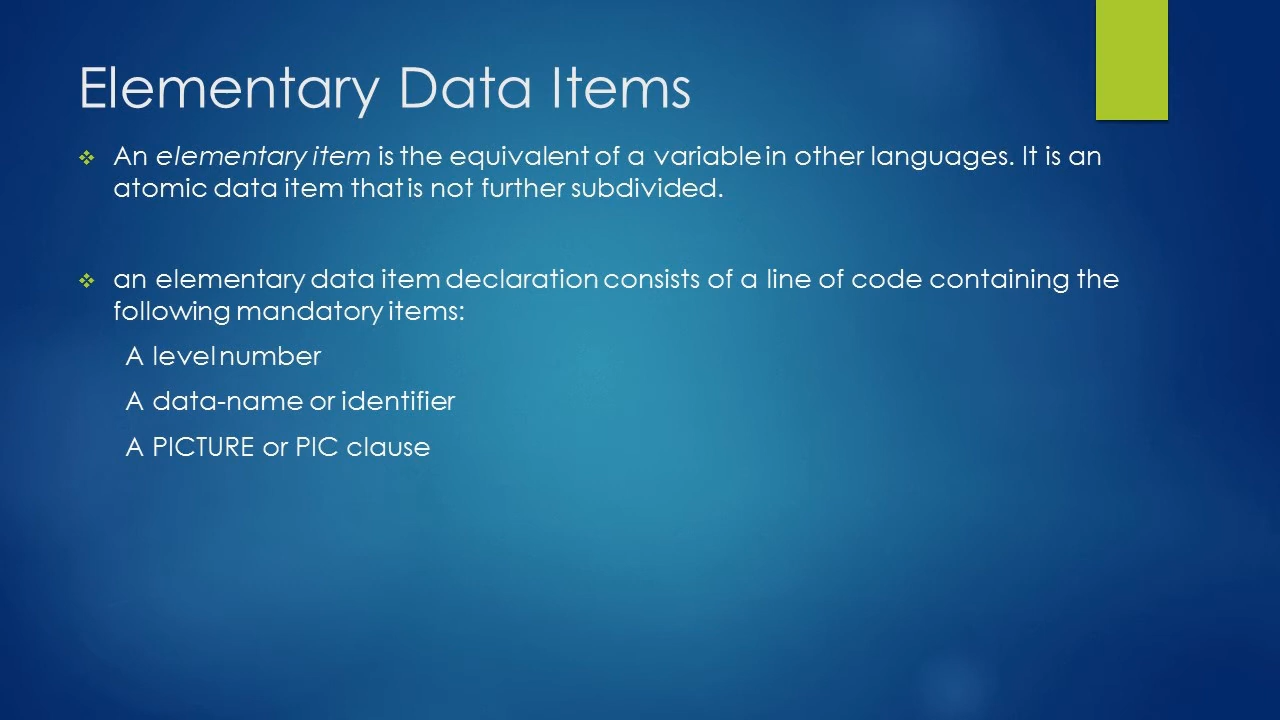 Elementary Data Items
An elementary item is the equivalent of a variable in other languages. It is an
atomic data item that is not further subdivided.
an elementary data item declaration consists of a line of code containing the
following mandatory items:
A level number
A data-name or identifier
A PICTURE or PIC clause